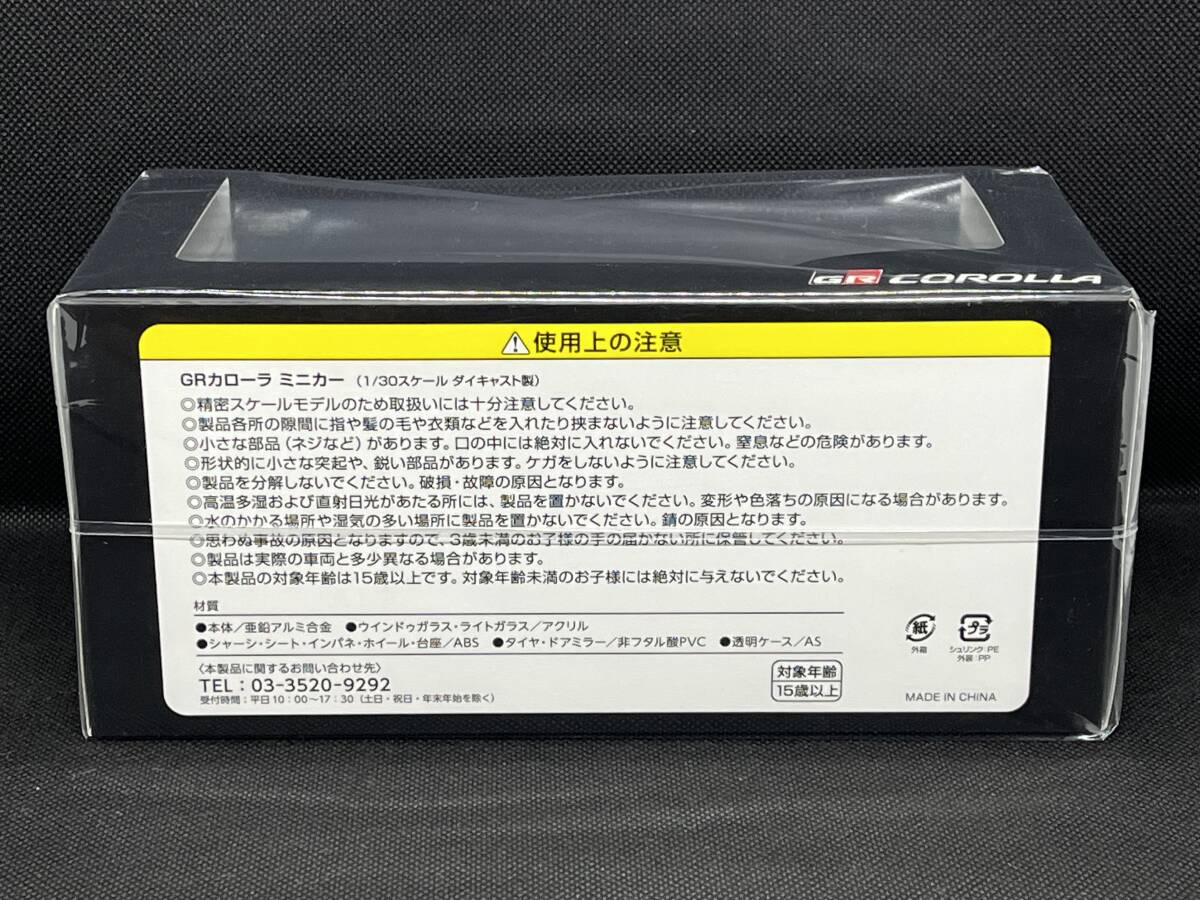 GR COROLLA
⚠使用上の注意
GRカローラ ミニカー (1/30スケール ダイキャスト製)
◎精密スケールモデルのため取扱いには十分注意してください。
◎製品各所の隙間に指や髪の毛や衣類などを入れたり挟まないように注意してください。
◎小さな部品(ネジなど)があります。口の中には絶対に入れないでください。窒息などの危険があります。
◎形状的に小さな突起や、鋭い部品があります。ケガをしないように注意してください。
◎製品を分解しないでください。破損・故障の原因となります。
◎高温多湿および直射日光があたる所には、製品を置かないでください。変形や色落ちの原因になる場合があります。
◎水のかかる場所や湿気の多い場所に製品を置かないでください。錆の原因となります。
◎思わぬ事故の原因となりますので、3歳未満のお子様の手の届かない所に保管してください。
◎製品は実際の車両と多少異なる場合があります。
◎本製品の対象年齢は15歳以上です。対象年齢未満のお子様には絶対に与えないでください。
材質
●本体/亜鉛アルミ合金 ●ウインドゥガラス・ライトガラス/アクリル
●シャーシ・シート・インパネ・ホイール・台座/ABS ●タイヤ・ドアミラー/非フタル酸PVC ●透明ケース/AS
〈本製品に関するお問い合わせ先〉
TEL:03-3520-9292
受付時間:平日10:00〜17:30(土日・祝日・年末年始を除く)
対象年齢
15歳以上
紙
外箱
プラ
シュリンク:PE
外装:PP
MADE IN CHINA